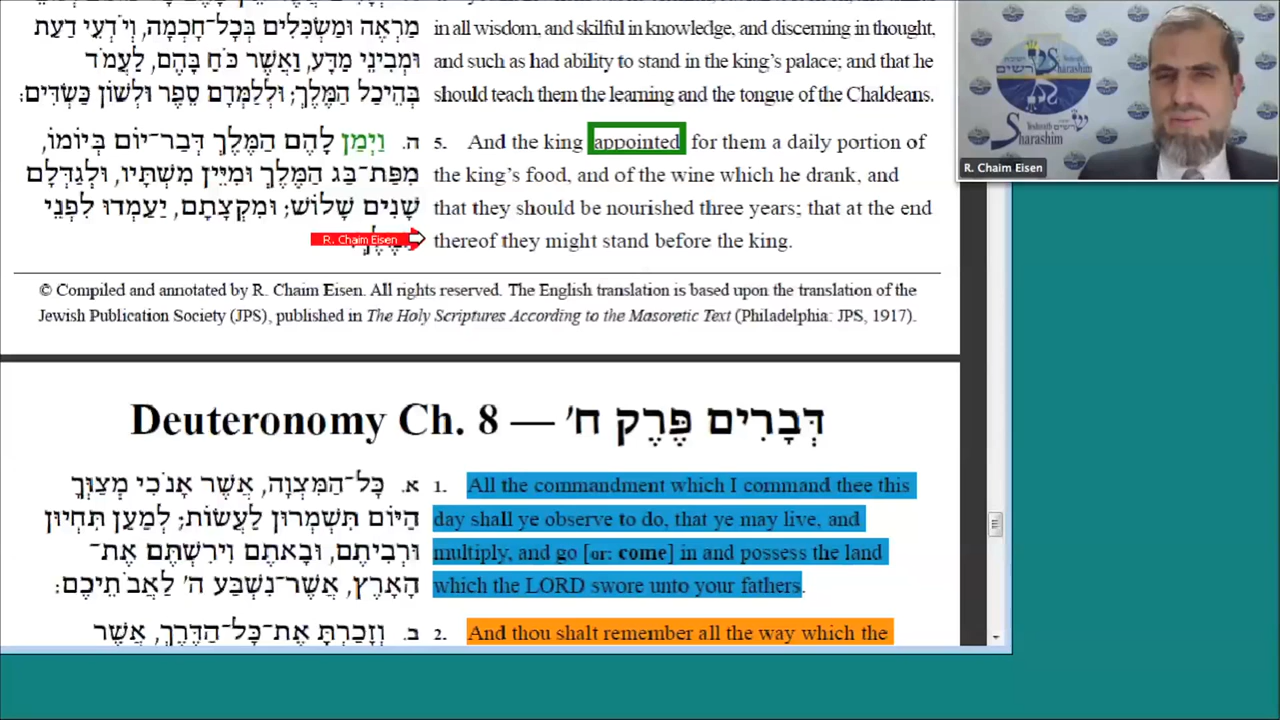 מַרְאֶה וּמַשְׂכִּלִים בְּכׇל־חׇכְמָה, וְיֹדְעֵי דַעַת
וּמְבִינֵי מַדָּע, וַאֲשֶׁר כֹּחַ בָּהֶם, לַעֲמֹד
בְּהֵיכַל הַמֶּלֶךְ; וּלְלַמְּדָם סֵפֶר וּלְשׁוֹן כַּשְׂדִּים:
in all wisdom, and skilful in knowledge, and discerning in thought,
and such as had ability to stand in the king's palace; and that he
should teach them the learning and the tongue of the Chaldeans.
ה. וַיְמַן לָהֶם הַמֶּלֶךְ דְּבַר־יוֹם בְּיוֹמוֹ,
מִפַּת־בַּג הַמֶּלֶךְ וּמִיֵּין מִשְׁתָּיו, וּלְגַדְּלָם
שָׁנִים שָׁלוֹשׁ; וּמִקְצָתָם, יַעַמְדוּ לִפְנֵי
5. And the king appointed for them a daily portion of
the king's food, and of the wine which he drank, and
that they should be nourished three years; that at the end
thereof they might stand before the king.
R. Chaim Eisen
© Compiled and annotated by R. Chaim Eisen. All rights reserved. The English translation is based upon the translation of the
Jewish Publication Society (JPS), published in The Holy Scriptures According to the Masoretic Text (Philadelphia: JPS, 1917).
Deuteronomy Ch. 8 — דְּבָרִים פֶּרֶק ח'
א. כׇּל־הַמִּצְוָה, אֲשֶׁר אָנֹכִי מְצַוְּךָ
הַיּוֹם תִּשְׁמְרוּן לַעֲשׂוֹת; לְמַעַן תִּחְיוּן
וּרְבִיתֶם, וּבָאתֶם וִירִשְׁתֶּם אֶת־
הָאָרֶץ, אֲשֶׁר־נִשְׁבַּע ה' לַאֲבֹתֵיכֶם:
1. All the commandment which I command thee this
day shall ye observe to do, that ye may live, and
multiply, and go [or: come] in and possess the land
which the LORD swore unto your fathers.
ב. וְזָכַרְתָּ אֶת־כׇּל־הַדֶּרֶךְ, אֲשֶׁר
2. And thou shalt remember all the way which the
Sharashim
שרשים
Yeshivath
Sharashim
R. Chaim Eisen